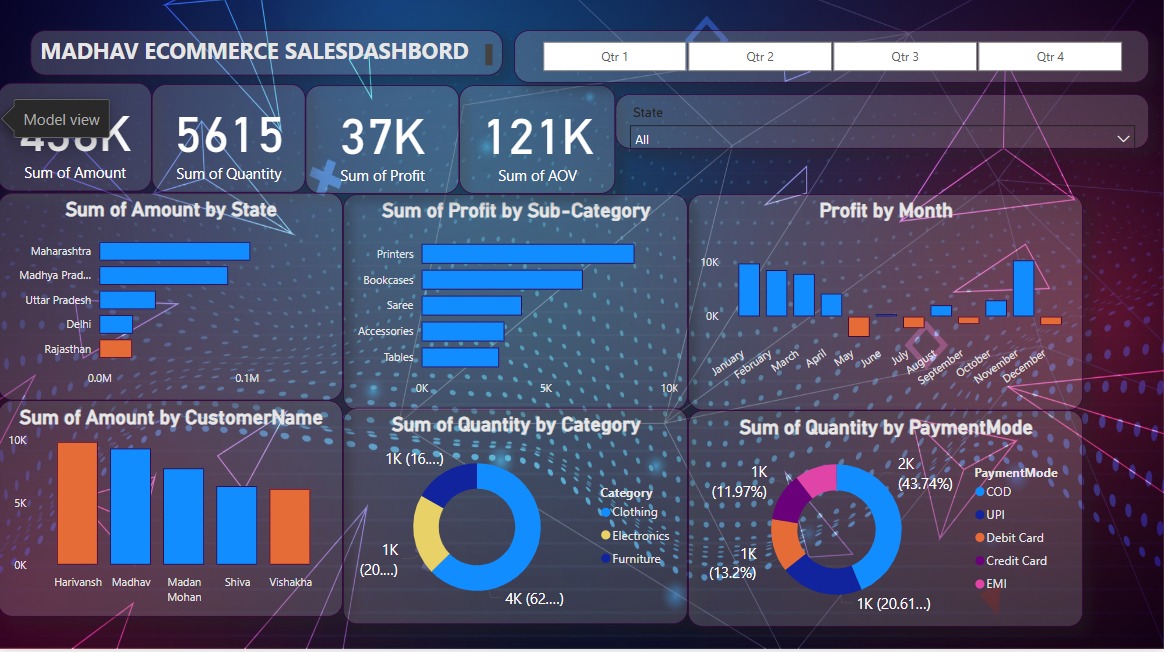 MADHAV ECOMMERCE SALESDASHBORD
Qtr 1
Qtr 2
Qtr 3
Qtr 4
Model view
Sum of Amount
5615
Sum of Quantity
37K
Sum of Profit
121K
Sum of AOV
State
All
Sum of Amount by State
Maharashtra
Madhya Prad...
Uttar Pradesh
Delhi
Rajasthan
0.0M
0.1M
Sum of Profit by Sub-Category
Printers
Bookcases
Saree
Accessories
Tables
0K
5K
10K
Profit by Month
10K
0K
January
February
March
April
May
June
July
August
September
October
November
December
Sum of Amount by CustomerName
10K
5K
0K
Harivansh
Madhav
Madan
Mohan
Shiva
Vishakha
Sum of Quantity by Category
1K (16....)
1K
(20....)
4K (62....)
Category
Clothing
Electronics
Furniture
Sum of Quantity by PaymentMode
1K
(11.97%)
2K
(43.74%)
1K
(13.2%)
1K (20.61...)
PaymentMode
COD
UPI
Debit Card
Credit Card
EMI